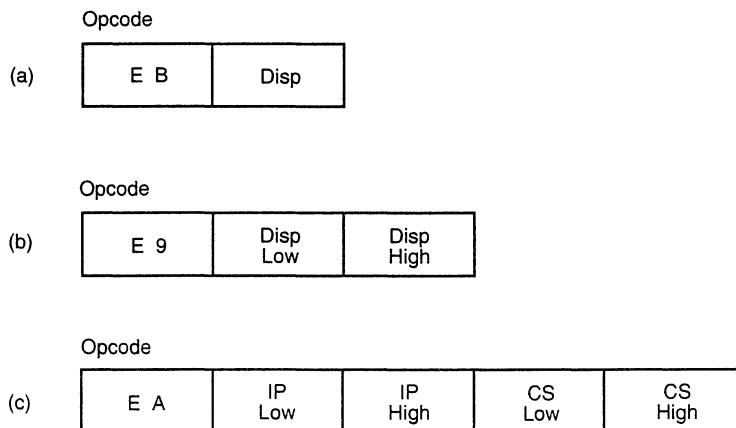 Opcode
(a)
E B
Disp
Opcode
(b)
E 9
Disp
Low
Disp
High
Opcode
(c)
E A
IP
Low
IP
High
CS
Low
CS
High